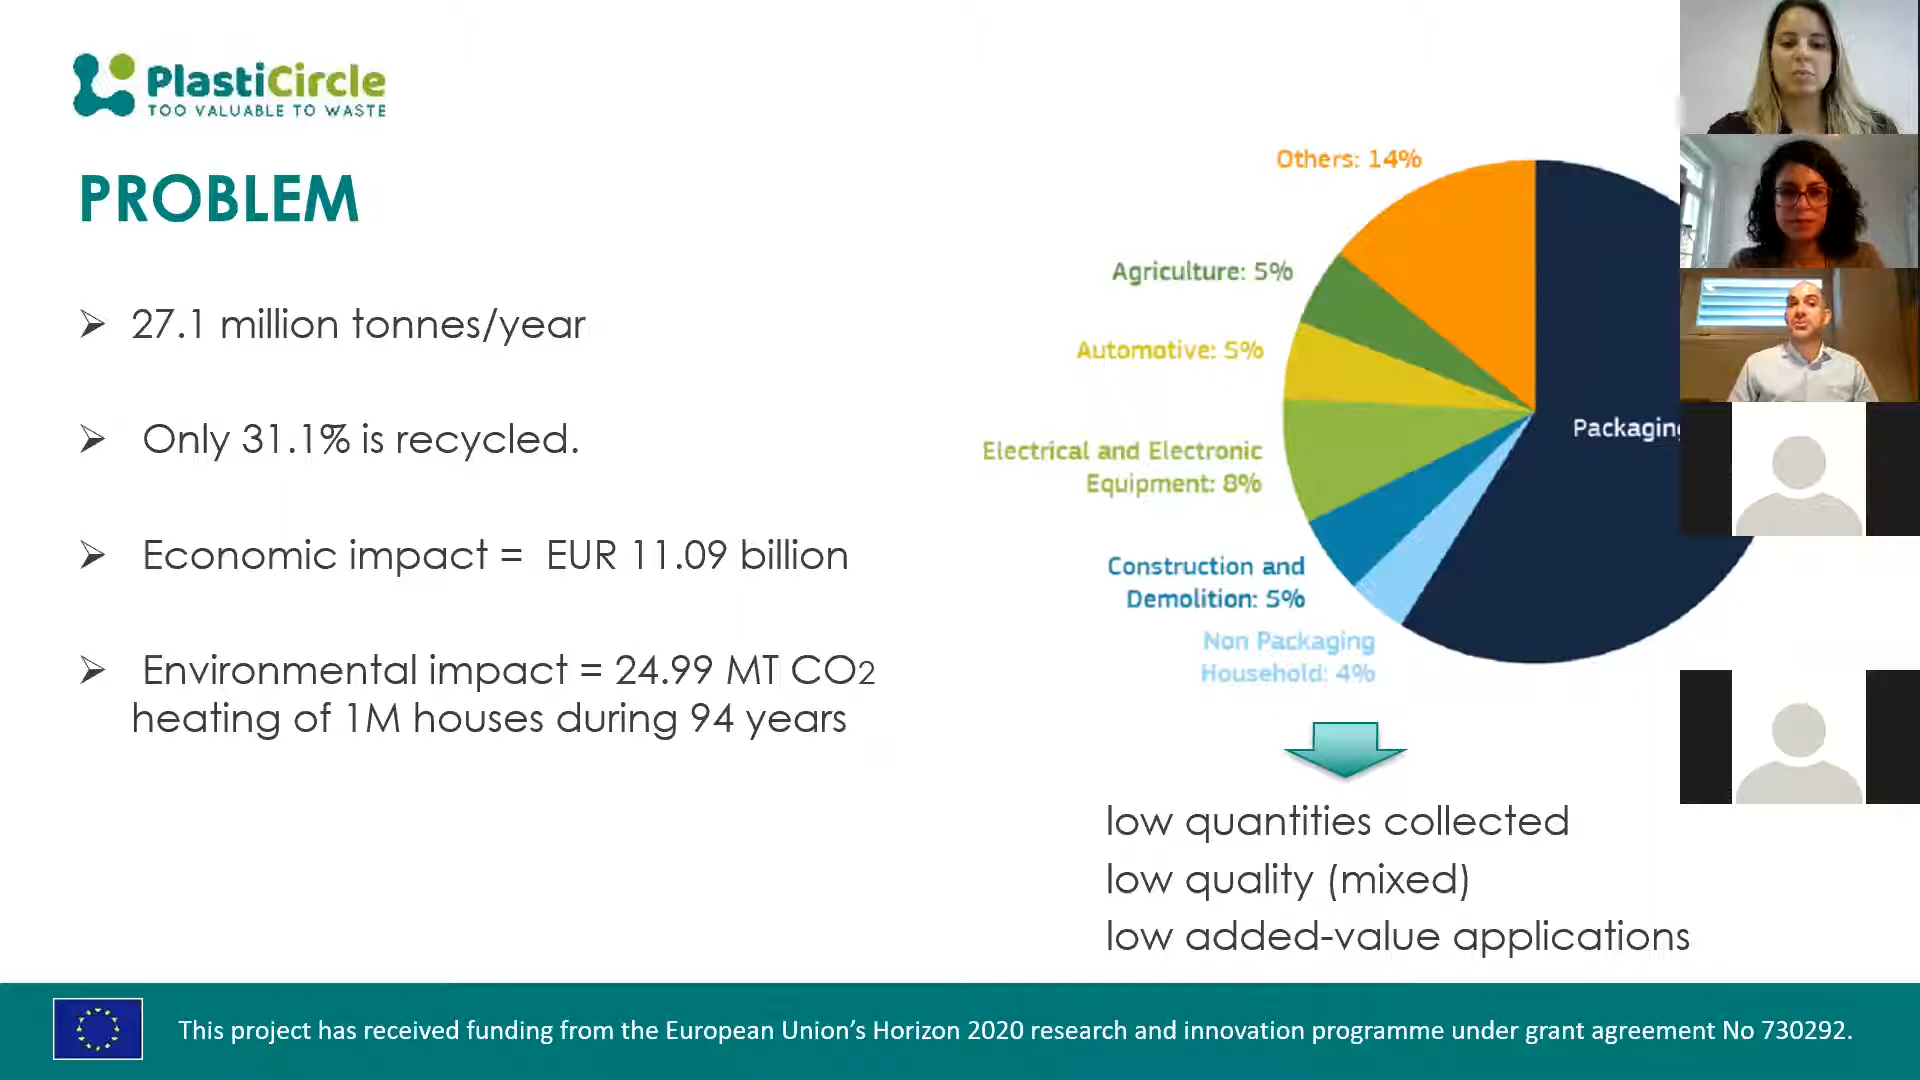 PlastiCircle
TOO VALUABLE TO WASTE
PROBLEM
➢ 27.1 million tonnes/year
➢ Only 31.1% is recycled.
➢ Economic impact = EUR 11.09 billion
➢ Environmental impact = 24.99 MT CO2
heating of 1M houses during 94 years
Others: 14%
Agriculture: 5%
Automotive: 5%
Electrical and Electronic
Equipment: 8%
Construction and
Demolition: 5%
Non Packaging
Household: 4%
low quantities collected
low quality (mixed)
low added-value applications
This project has received funding from the European Union’s Horizon 2020 research and innovation programme under grant agreement No 730292.